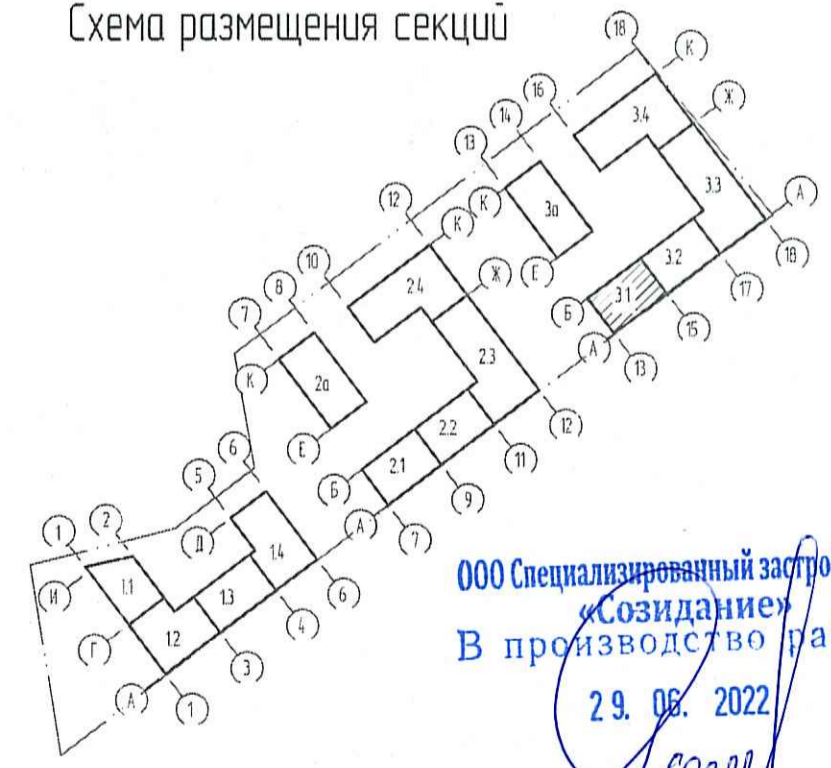 Схема размещения секций
18
К
16
3.4
Ж
14
13
К
3а
3.3
А
12
К
Е
3.2
18
10
2.4
Ж
Б
3.1
17
8
А
15
7
2.3
13
К
2а
12
Е
2.2
11
6
Б
2.1
9
5
Д
А
7
2
1.4
1
6
И
1.1
1.3
4
Г
1.2
3
А
1
ООО Специализированный застро
«Созидание»
В производство ра
29. 06. 2022